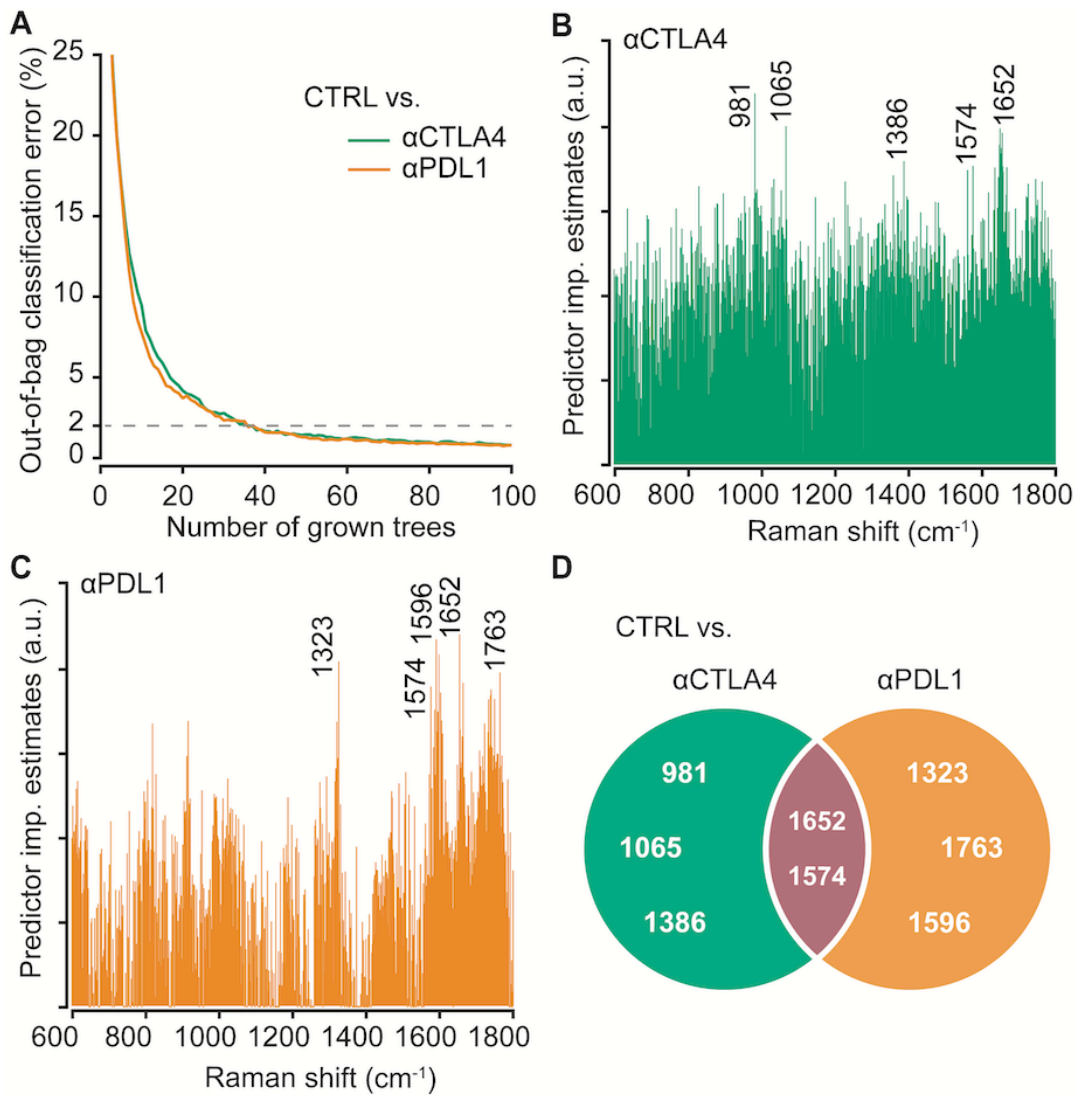 A
Out-of-bag classification error (%)
25
20
15
10
5
2
0
0 20 40 60 80 100
Number of grown trees
CTRL vs.
αCTLA4
αPDL1
B
αCTLA4
Predictor imp. estimates (a.u.)
981
1065
1386
1574
1652
600 800 1000 1200 1400 1600 1800
Raman shift (cm⁻¹)
C
αPDL1
Predictor imp. estimates (a.u.)
1323
1574
1596
1652
1763
600 800 1000 1200 1400 1600 1800
Raman shift (cm⁻¹)
D
CTRL vs.
αCTLA4 αPDL1
981
1065
1386
1652
1574
1323
1763
1596